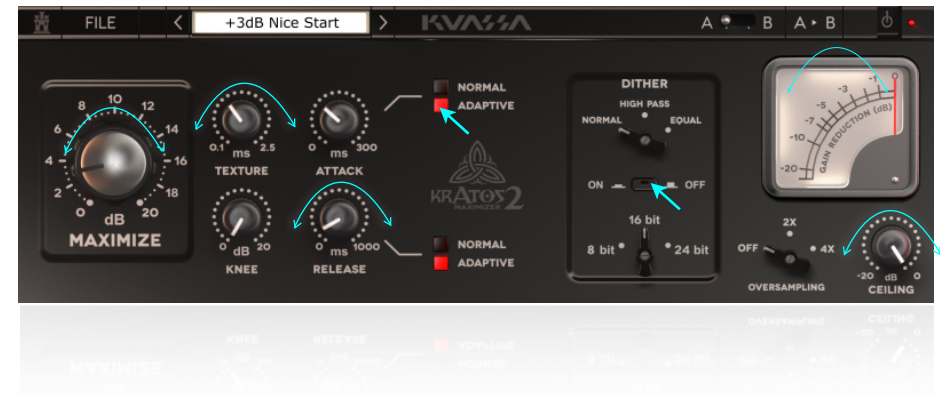 FILE
<
+3dB Nice Start
>
KVASSA
A
B
A ▸ B
8
10
12
6
14
4
16
2
18
0
20
dB
MAXIMIZE
0.1
ms
2.5
TEXTURE
0
ms
300
ATTACK
NORMAL
ADAPTIVE
KRATOS 2
MAXIMIZER
0
dB
20
KNEE
0
ms
1000
RELEASE
NORMAL
ADAPTIVE
DITHER
HIGH PASS
NORMAL
EQUAL
ON
OFF
16 bit
8 bit
24 bit
-20
-10
-7
-5
-3
-1
0
GAIN REDUCTION (dB)
2X
OFF
4X
OVERSAMPLING
-20
dB
0
CEILING